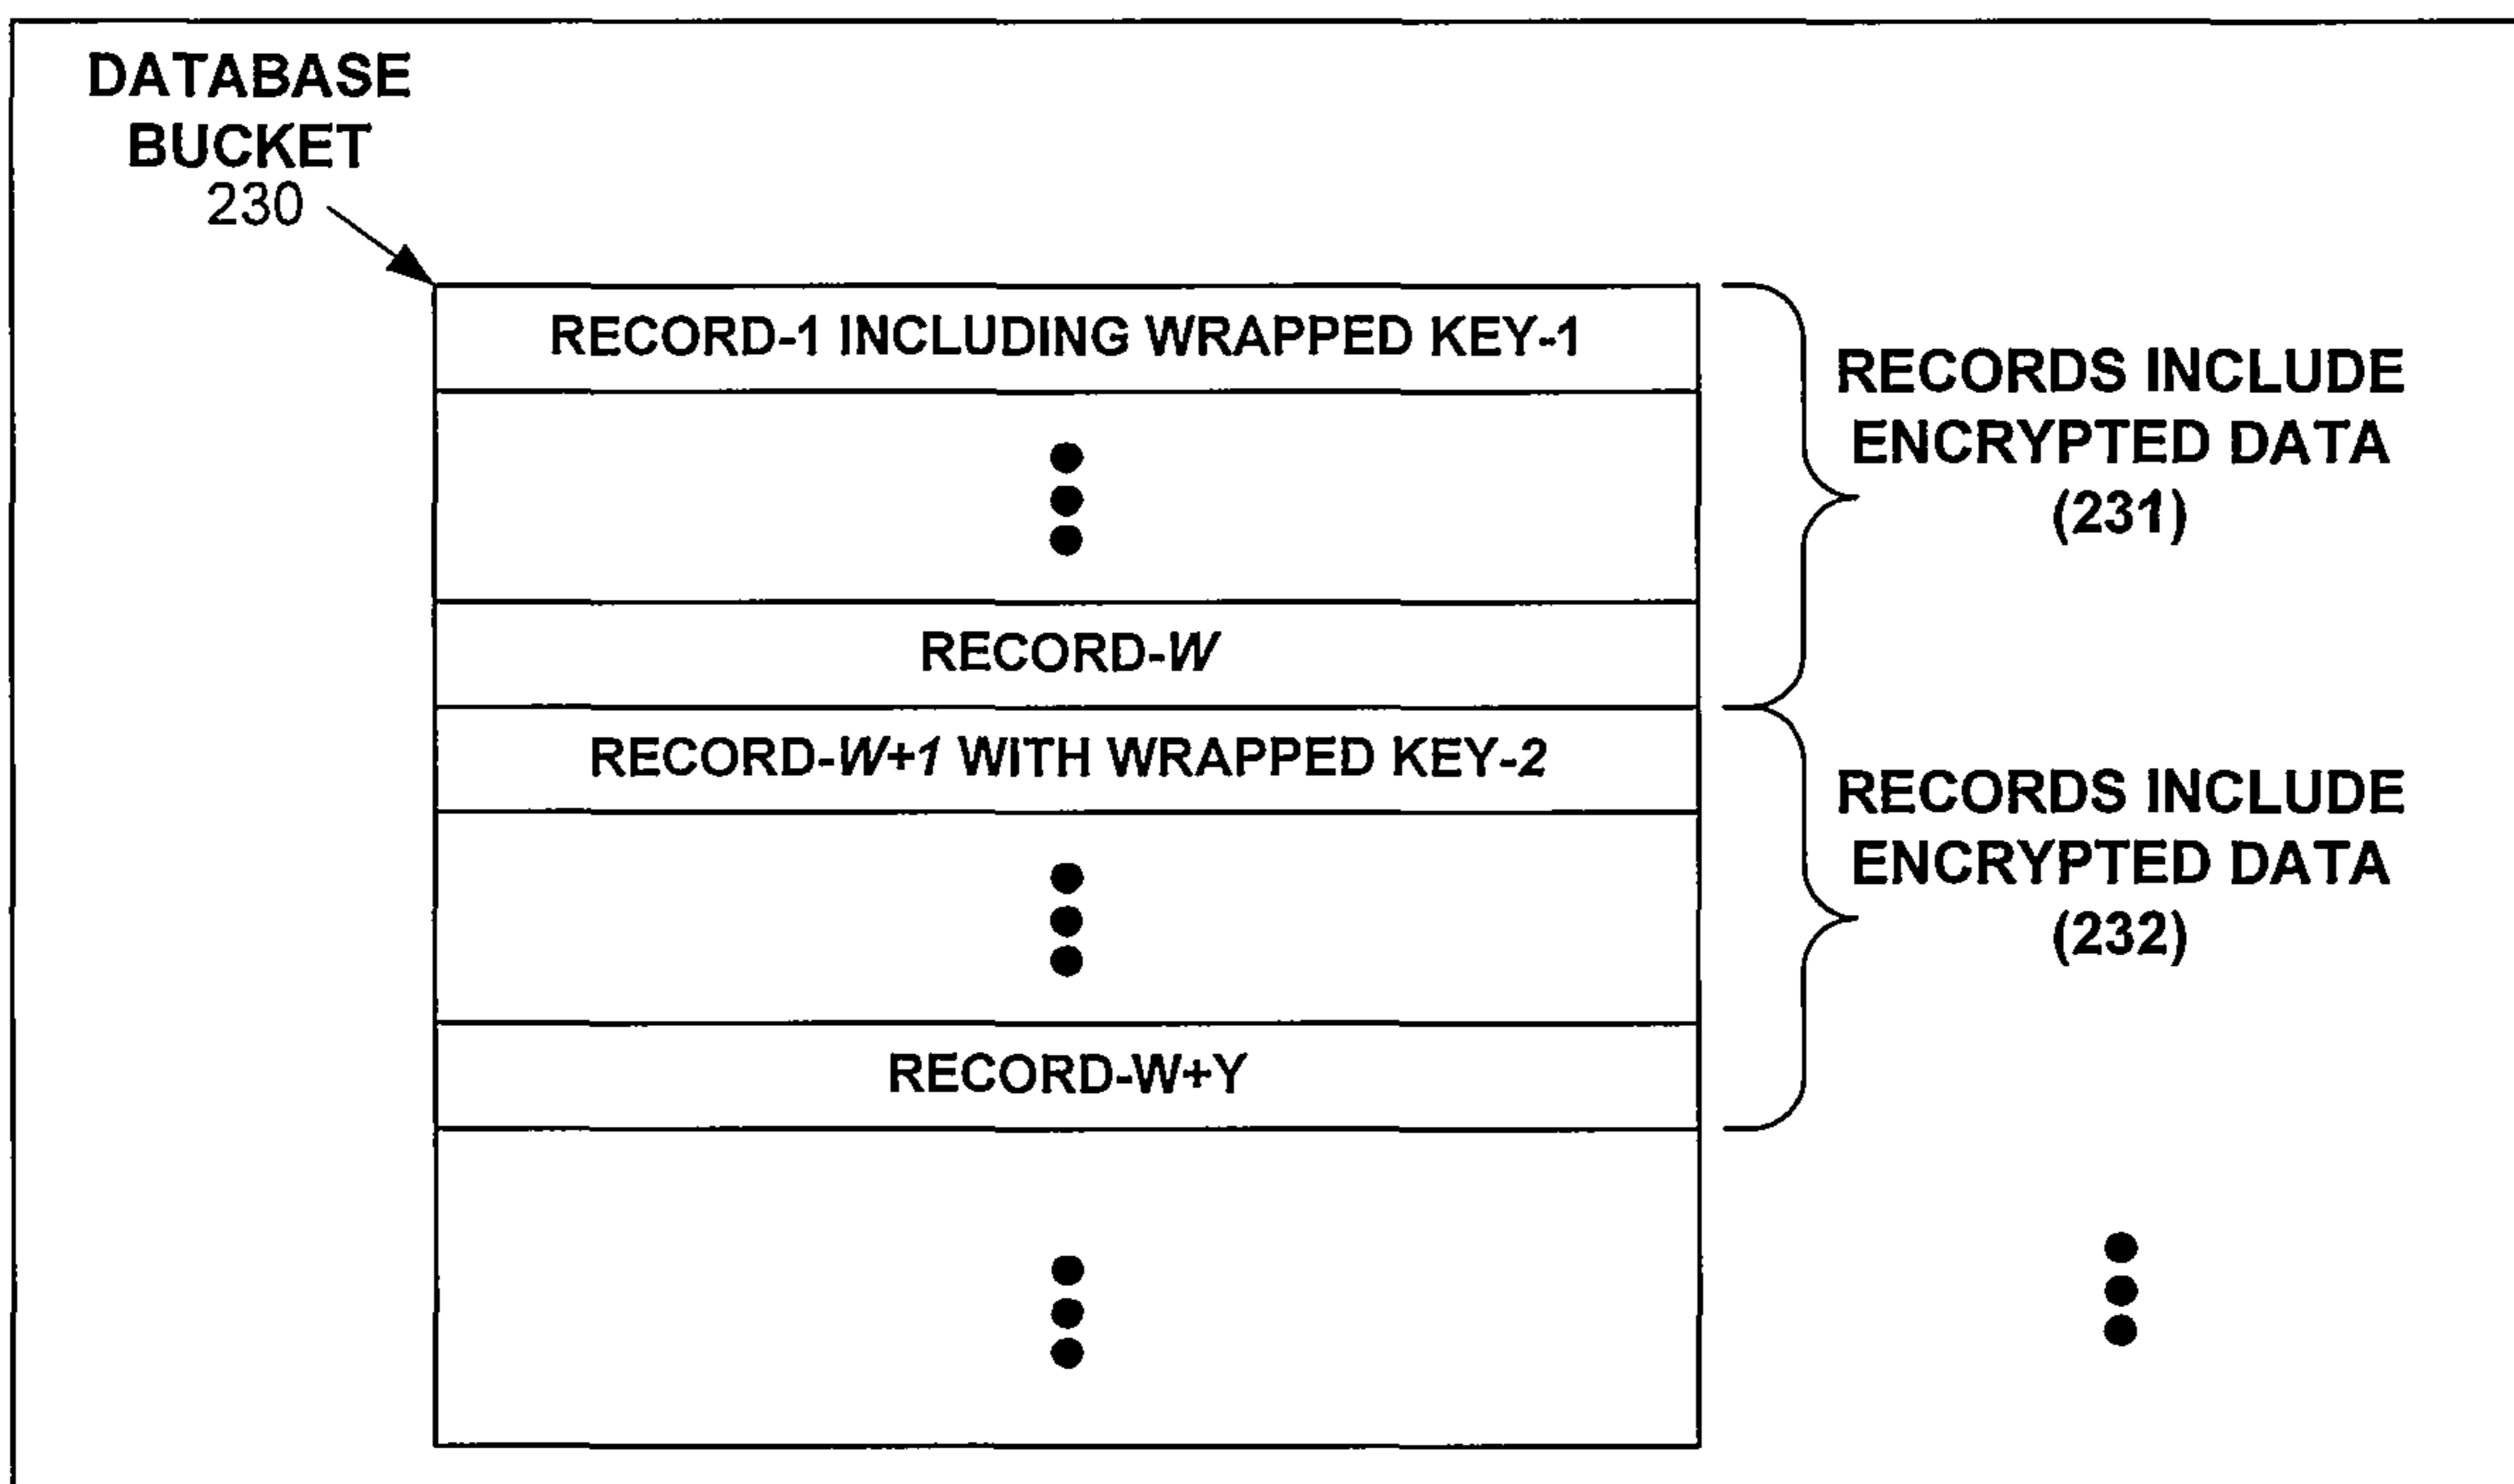 DATABASE
BUCKET
230
RECORD-1 INCLUDING WRAPPED KEY-1
RECORD-W
RECORD-W+1 WITH WRAPPED KEY-2
RECORD-W+Y
RECORDS INCLUDE
ENCRYPTED DATA
(231)
RECORDS INCLUDE
ENCRYPTED DATA
(232)